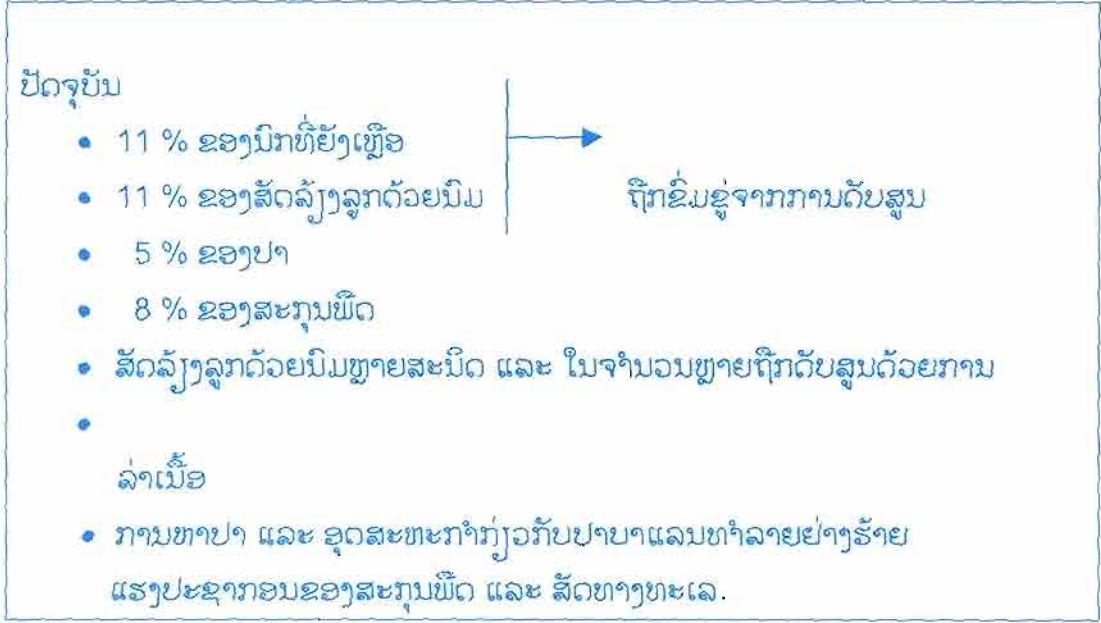 ປັດຈຸບັນ
• 11 % ຂອງນົກທີ່ຍັງເຫຼືອ
• 11 % ຂອງສັດລ້ຽງລູກດ້ວຍນົມ
ຖືກຂົ່ມຂູ່ຈາກການດັບສູນ
• 5 % ຂອງປາ
• 8 % ຂອງສະກຸນພືດ
• ສັດລ້ຽງລູກດ້ວຍນົມຫຼາຍສະນິດ ແລະ ໃນຈຳນວນຫຼາຍຖືກດັບສູນດ້ວຍການ
•
ລ່າເນື້ອ
• ການຫາປາ ແລະ ອຸດສະຫະກຳກ່ຽວກັບປາບາແລນທຳລາຍຢ່າງຮ້າຍ
ແຮງປະຊາກອນຂອງສະກຸນພືດ ແລະ ສັດທາງທະເລ.